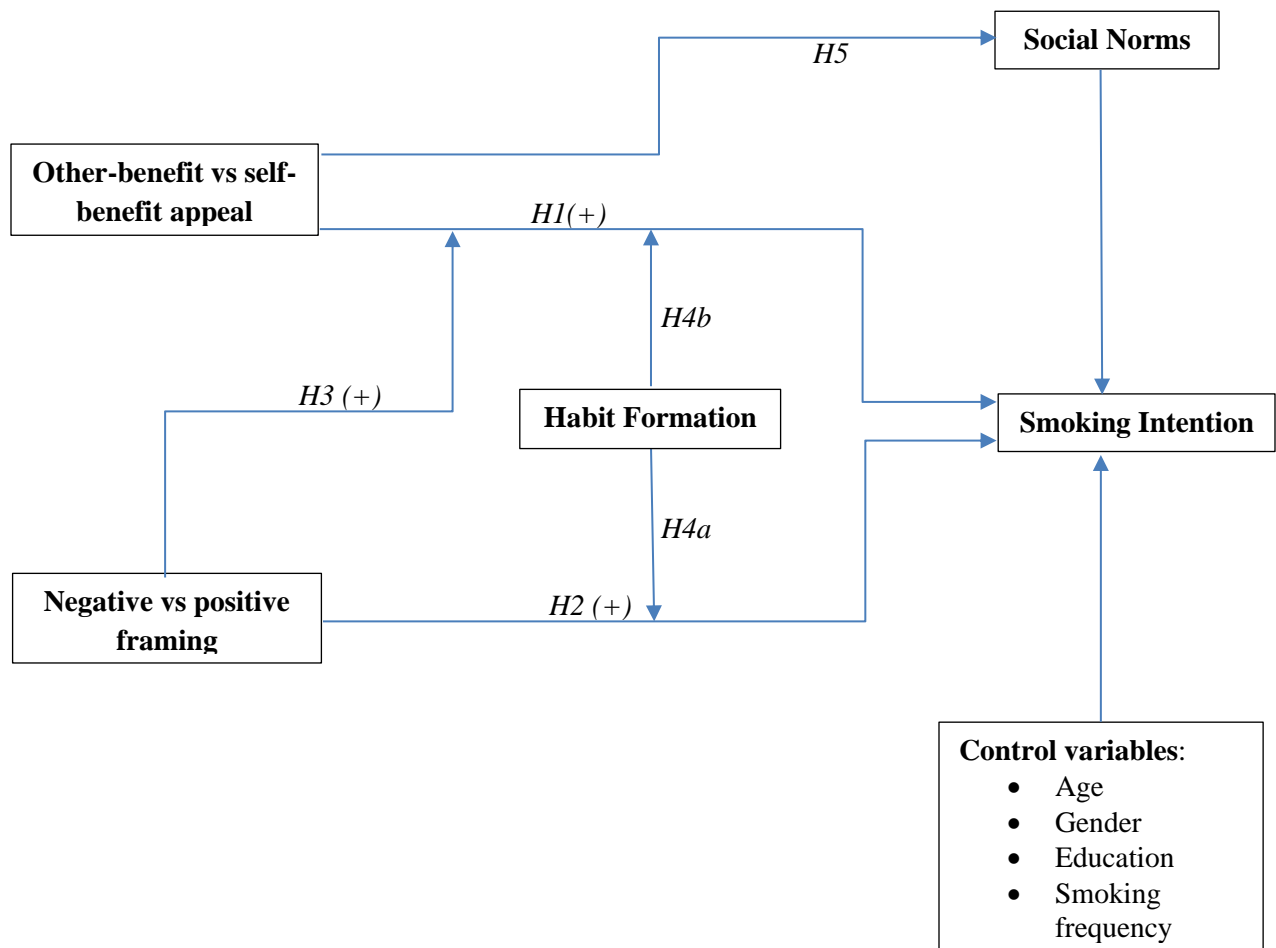 Social Norms
H5
Other-benefit vs self-
benefit appeal
H1(+)
H4b
H3 (+)
Habit Formation
Smoking Intention
H4a
Negative vs positive
framing
H2 (+)
Control variables:
• Age
• Gender
• Education
• Smoking
frequency